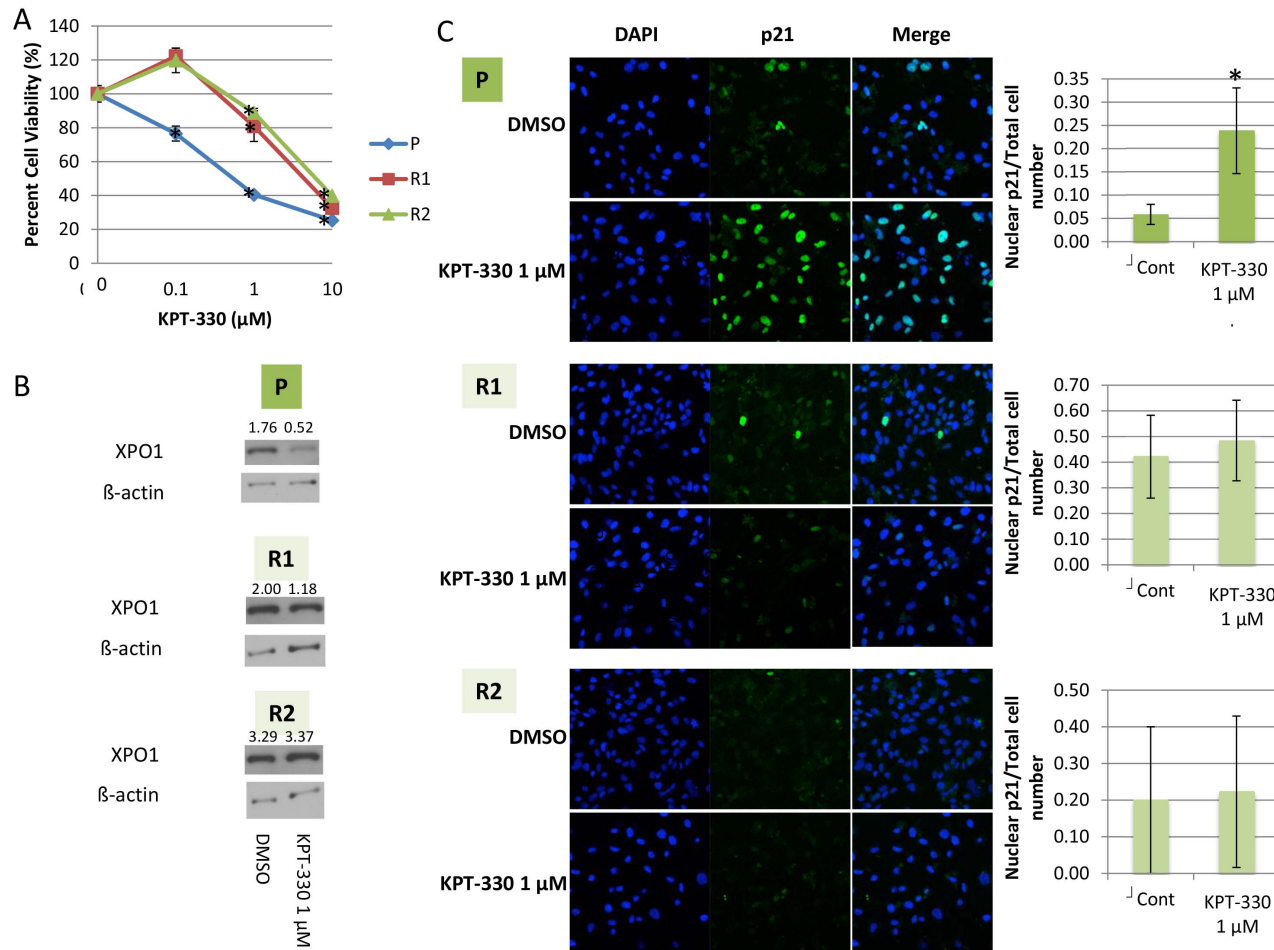 A
140
120
100
80
60
40
20
0
Percent Cell Viability (%)
0
0.1
1
10
KPT-330 (µM)
P
R1
R2
B
P
1.76 0.52
XPO1
ß-actin
R1
2.00 1.18
XPO1
ß-actin
R2
3.29 3.37
XPO1
ß-actin
DMSO
KPT-330 1 µM
C
DAPI
p21
Merge
P
DMSO
KPT-330 1 µM
R1
DMSO
KPT-330 1 µM
R2
DMSO
KPT-330 1 µM
Nuclear p21/Total cell
number
0.35
0.30
0.25
0.20
0.15
0.10
0.05
0.00
*
Cont
KPT-330
1 µM
Nuclear p21/Total cell
number
0.70
0.60
0.50
0.40
0.30
0.20
0.10
0.00
Cont
KPT-330
1 µM
Nuclear p21/Total cell
number
0.50
0.40
0.30
0.20
0.10
0.00
Cont
KPT-330
1 µM